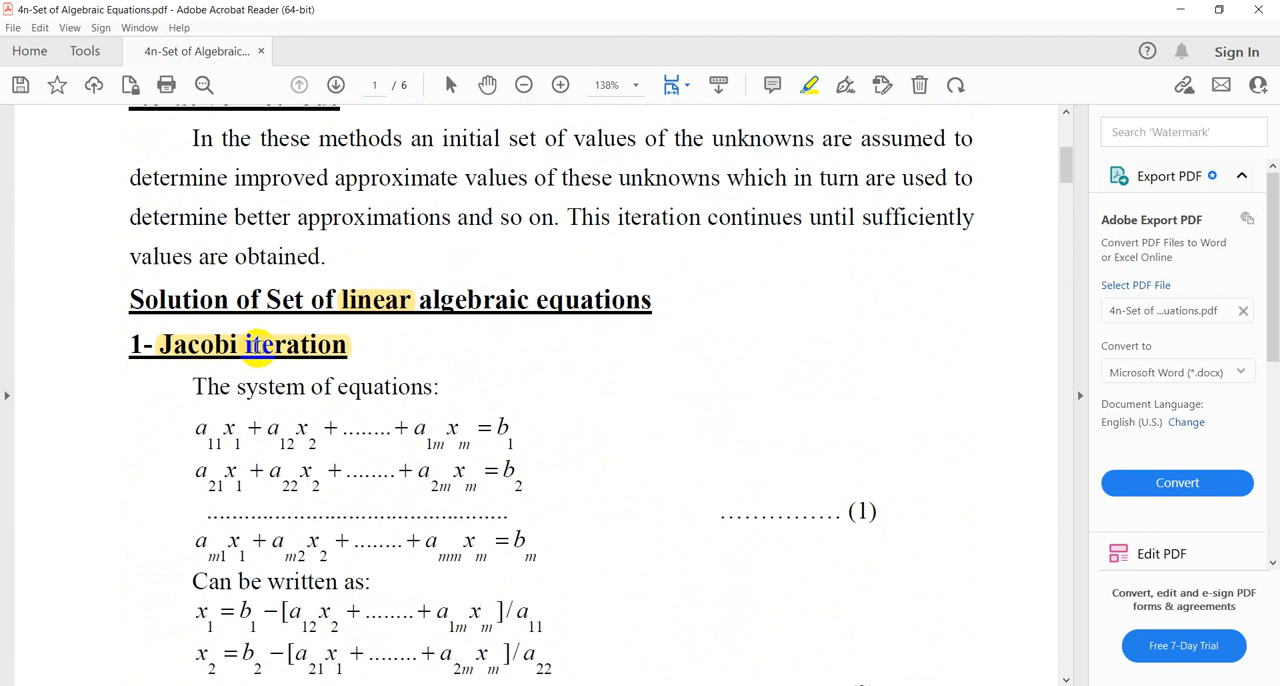 4n-Set of Algebraic Equations.pdf - Adobe Acrobat Reader (64-bit)
File Edit View Sign Window Help
Home Tools 4n-Set of Algebraic... × Sign In
1 / 6 138%
In the these methods an initial set of values of the unknowns are assumed to
determine improved approximate values of these unknowns which in turn are used to
determine better approximations and so on. This iteration continues until sufficiently
values are obtained.
Solution of Set of linear algebraic equations
1- Jacobi iteration
The system of equations:
a₁₁x₁ + a₁₂x₂ + ........ + a₁ₘxₘ = b₁
a₂₁x₁ + a₂₂x₂ + ........ + a₂ₘxₘ = b₂
................................................ ............... (1)
aₘ₁x₁ + aₘ₂x₂ + ........ + aₘₘxₘ = bₘ
Can be written as:
x₁ = b₁ − [a₁₂x₂ + ........ + a₁ₘxₘ] / a₁₁
x₂ = b₂ − [a₂₁x₁ + ........ + a₂ₘxₘ] / a₂₂
Search 'Watermark'
Export PDF
Adobe Export PDF
Convert PDF Files to Word
or Excel Online
Select PDF File
4n-Set of ...uations.pdf
Convert to
Microsoft Word (*.docx)
Document Language:
English (U.S.) Change
Convert
Edit PDF
Convert, edit and e-sign PDF
forms & agreements
Free 7-Day Trial